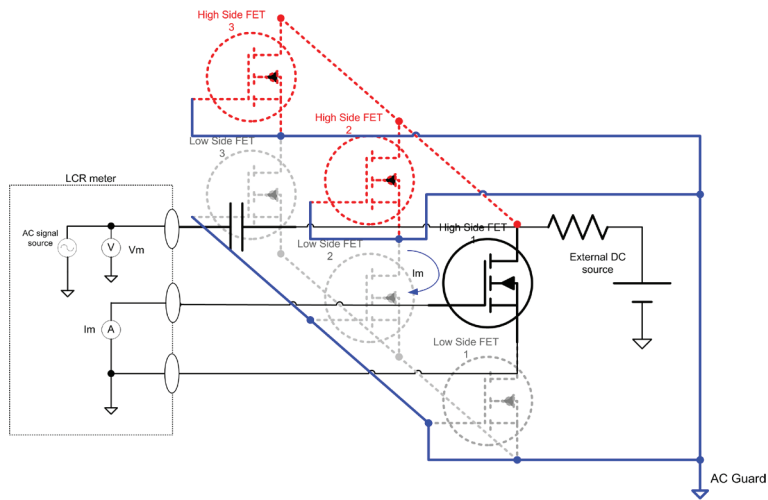 High Side FET
3
High Side FET
2
Low Side FET
3
LCR meter
AC signal
source
V
Vm
High Side FET
1
Low Side FET
2
External DC
source
Im
Im
A
Low Side FET
1
AC Guard